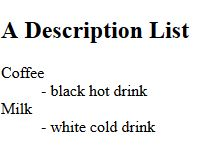 A Description List
Coffee
- black hot drink
Milk
- white cold drink